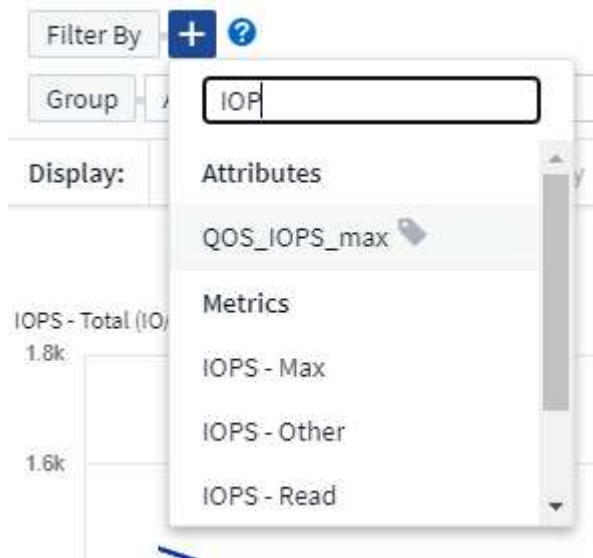 Filter By + ?
Group
IOP
Display:
Attributes
QOS_IOPS_max
Metrics
IOPS - Total (IO/
1.8k
IOPS - Max
IOPS - Other
1.6k
IOPS - Read